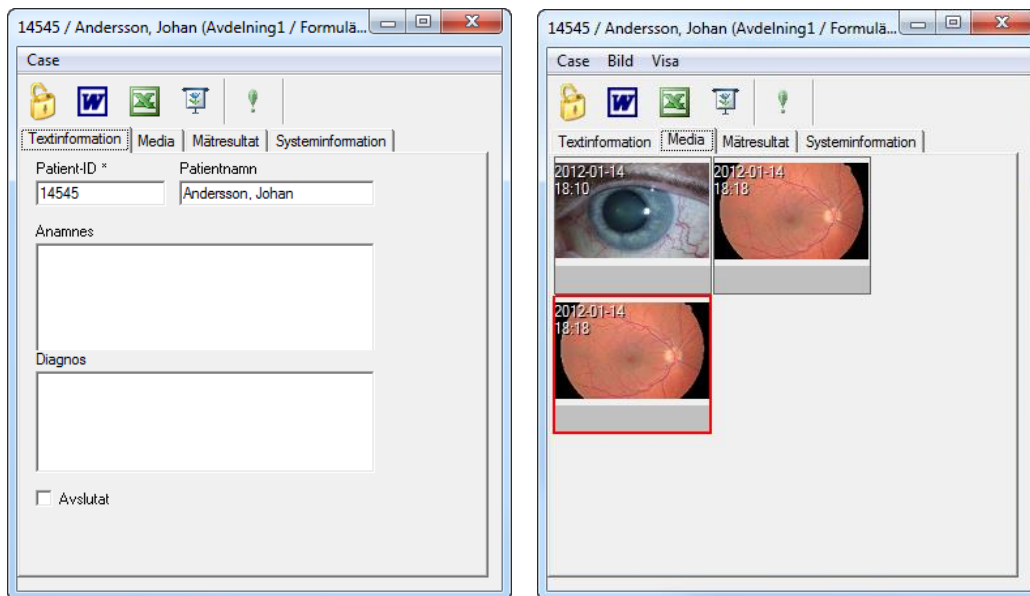 14545 / Andersson, Johan (Avdelning1 / Formulä...
Case
Textinformation Media Mätresultat Systeminformation
Patient-ID * Patientnamn
14545 Andersson, Johan
Anamnes
Diagnos
Avslutat
14545 / Andersson, Johan (Avdelning1 / Formulä...
Case Bild Visa
Textinformation Media Mätresultat Systeminformation
2012-01-14
18:10
2012-01-14
18:18
2012-01-14
18:18